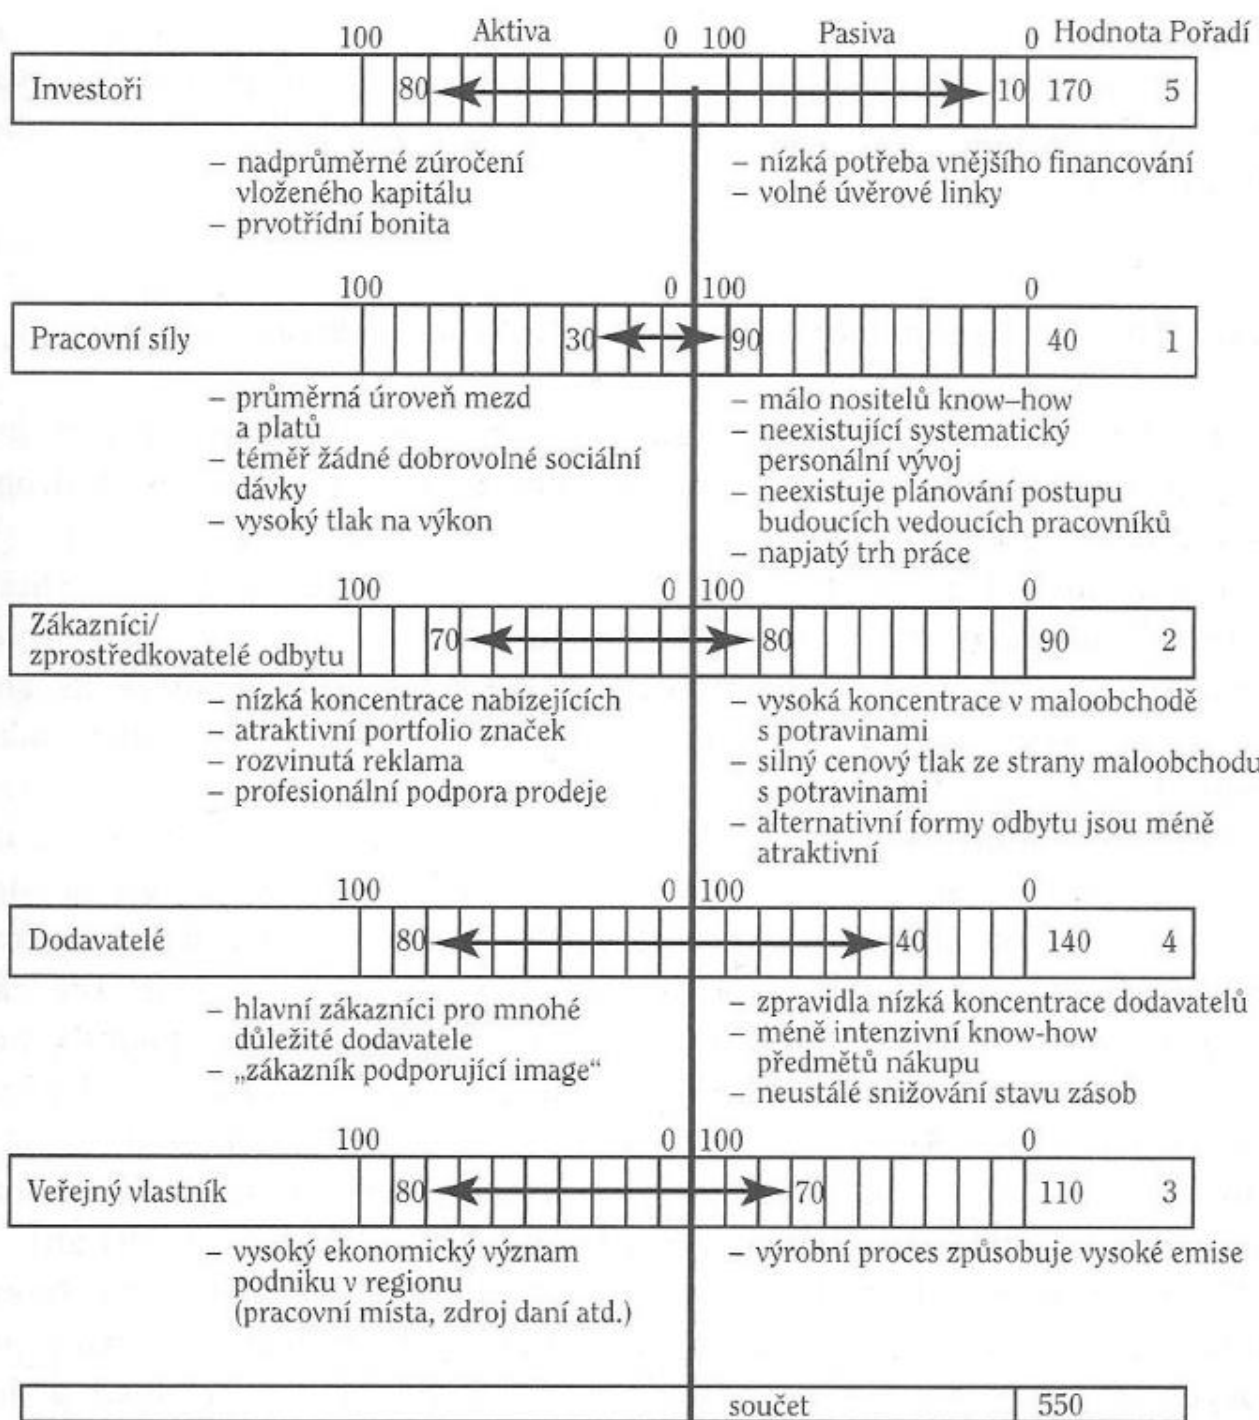 100 Aktiva 0 100 Pasiva 0 Hodnota Pořadí
Investoři 80 10 170 5
– nadprůměrné zúročení
vloženého kapitálu
– prvotřídní bonita
– nízká potřeba vnějšího financování
– volné úvěrové linky
100 0 100 0
Pracovní síly 30 90 40 1
– průměrná úroveň mezd
a platů
– téměř žádné dobrovolné sociální
dávky
– vysoký tlak na výkon
– málo nositelů know–how
– neexistující systematický
personální vývoj
– neexistuje plánování postupu
budoucích vedoucích pracovníků
– napjatý trh práce
100 0 100 0
Zákazníci/
zprostředkovatelé odbytu 70 80 90 2
– nízká koncentrace nabízejících
– atraktivní portfolio značek
– rozvinutá reklama
– profesionální podpora prodeje
– vysoká koncentrace v maloobchodě
s potravinami
– silný cenový tlak ze strany maloobchodu
s potravinami
– alternativní formy odbytu jsou méně
atraktivní
100 0 100 0
Dodavatelé 80 40 140 4
– hlavní zákazníci pro mnohé
důležité dodavatele
– „zákazník podporující image“
– zpravidla nízká koncentrace dodavatelů
– méně intenzivní know-how
předmětů nákupu
– neustálé snižování stavu zásob
100 0 100 0
Veřejný vlastník 80 70 110 3
– vysoký ekonomický význam
podniku v regionu
(pracovní místa, zdroj daní atd.)
– výrobní proces způsobuje vysoké emise
součet 550